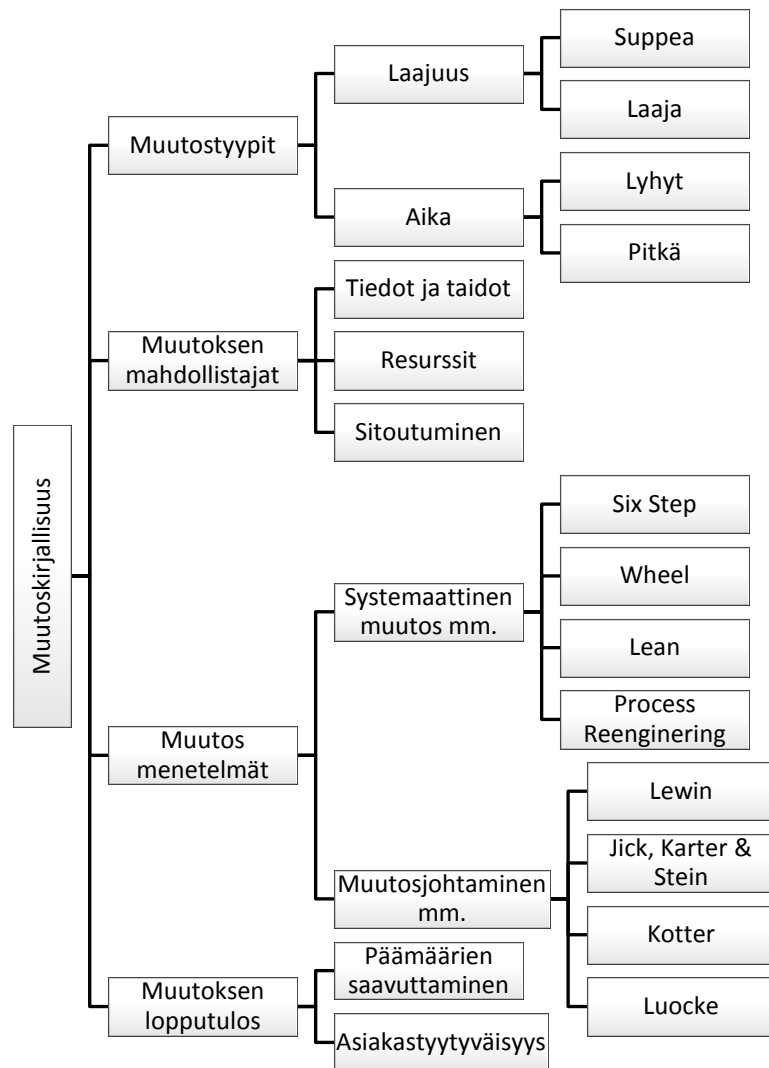 Muutoskirjallisuus
Muutostyypit
Laajuus
Suppea
Laaja
Aika
Lyhyt
Pitkä
Muutoksen
mahdollistajat
Tiedot ja taidot
Resurssit
Sitoutuminen
Muutos
menetelmät
Systemaattinen
muutos mm.
Six Step
Wheel
Lean
Process
Reenginering
Muutosjohtaminen
mm.
Lewin
Jick, Karter &
Stein
Kotter
Luocke
Muutoksen
lopputulos
Päämäärien
saavuttaminen
Asiakastyytyväisyys